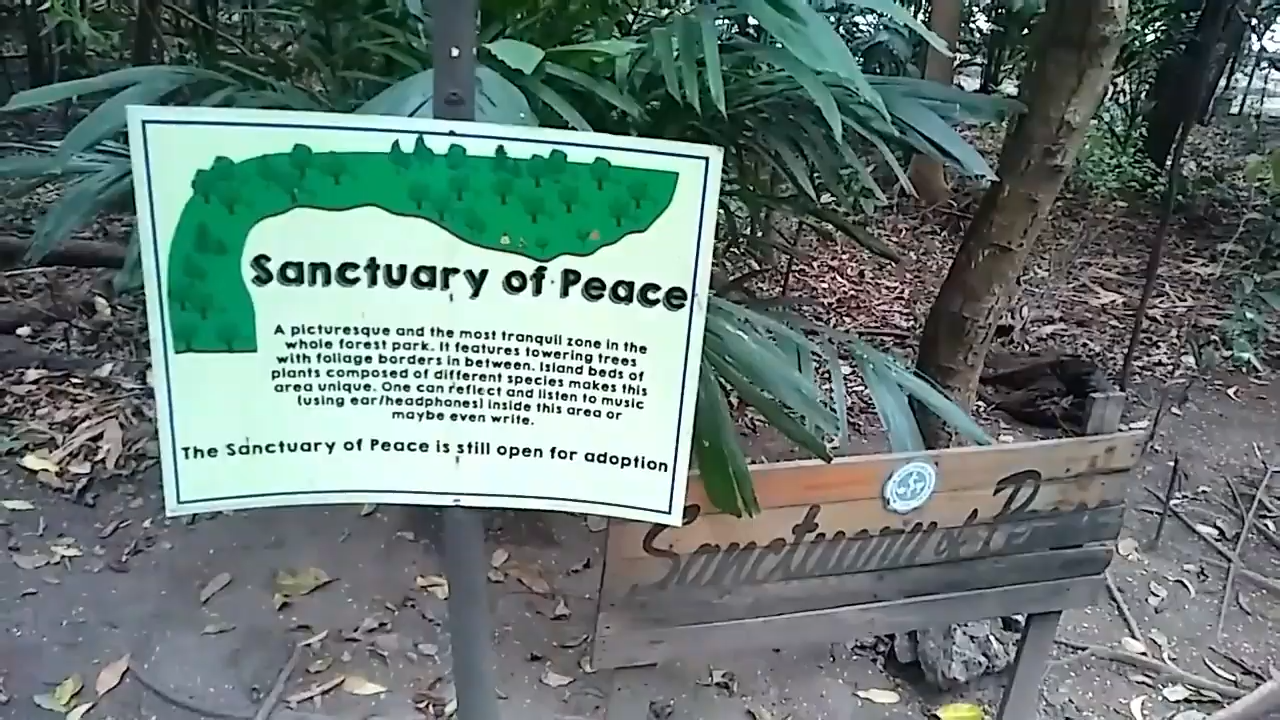 Sanctuary of Peace
A picturesque and the most tranquil zone in the
whole forest park. It features towering trees
with foliage borders in between. Island beds of
plants composed of different species makes this
area unique. One can reflect and listen to music
(using ear/headphones) inside this area or
maybe even write.
The Sanctuary of Peace is still open for adoption
Sanctuary of